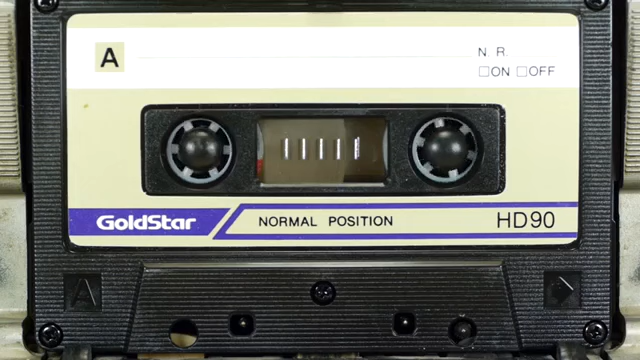 A
N. R.
□ON □OFF
GoldStar
NORMAL POSITION
HD90
A